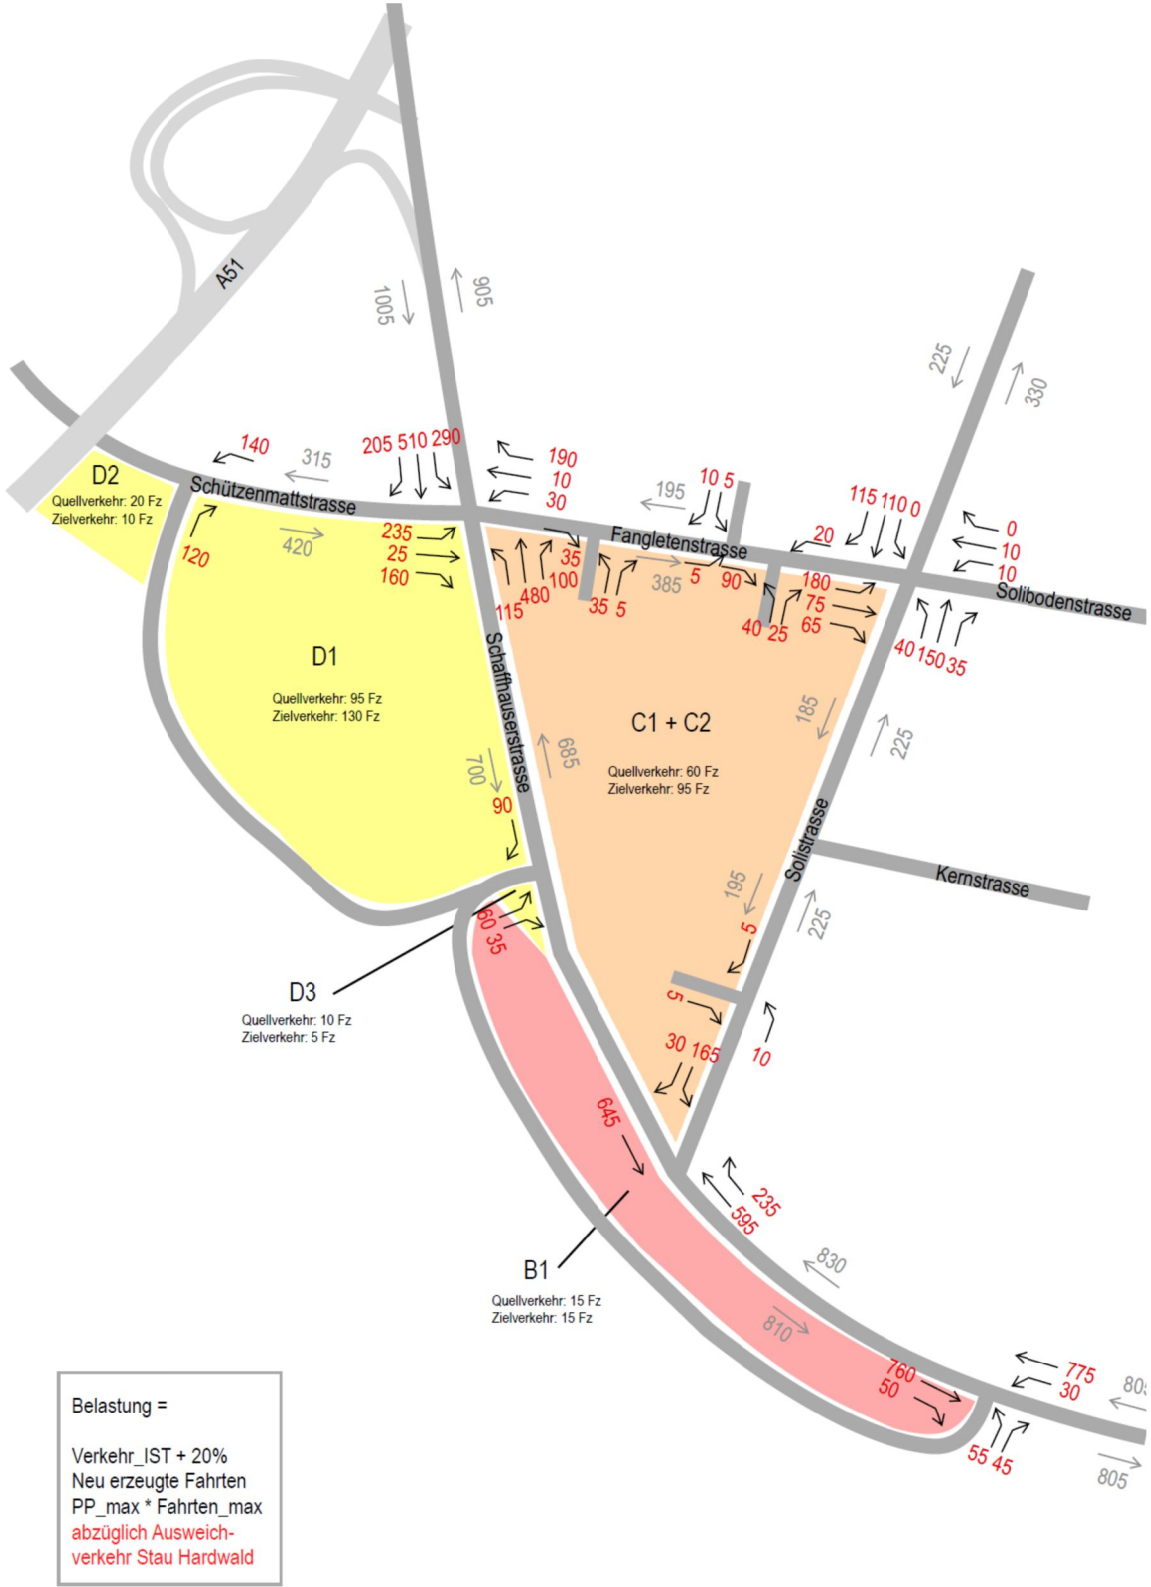 A51
1005
905
225
330
205 510 290
140
315
190
10
30
195
10 5
115 110 0
20
0
10
10
D2
Quellverkehr: 20 Fz
Zielverkehr: 10 Fz
Schützenmattstrasse
Fangletenstrasse
Solibodenstrasse
120
420
235
25
160
115 480 100
35
35 5
385
5
90
40 25
180
75
65
40 150 35
D1
Quellverkehr: 95 Fz
Zielverkehr: 130 Fz
Schaffhauserstrasse
C1 + C2
Quellverkehr: 60 Fz
Zielverkehr: 95 Fz
185
225
700
685
90
Solistrasse
Kernstrasse
195
225
5
60 35
5
30 165
10
D3
Quellverkehr: 10 Fz
Zielverkehr: 5 Fz
645
235
595
B1
Quellverkehr: 15 Fz
Zielverkehr: 15 Fz
830
810
760
50
775
30
55 45
805
Belastung =
Verkehr_IST + 20%
Neu erzeugte Fahrten
PP_max * Fahrten_max
abzüglich Ausweich-
verkehr Stau Hardwald